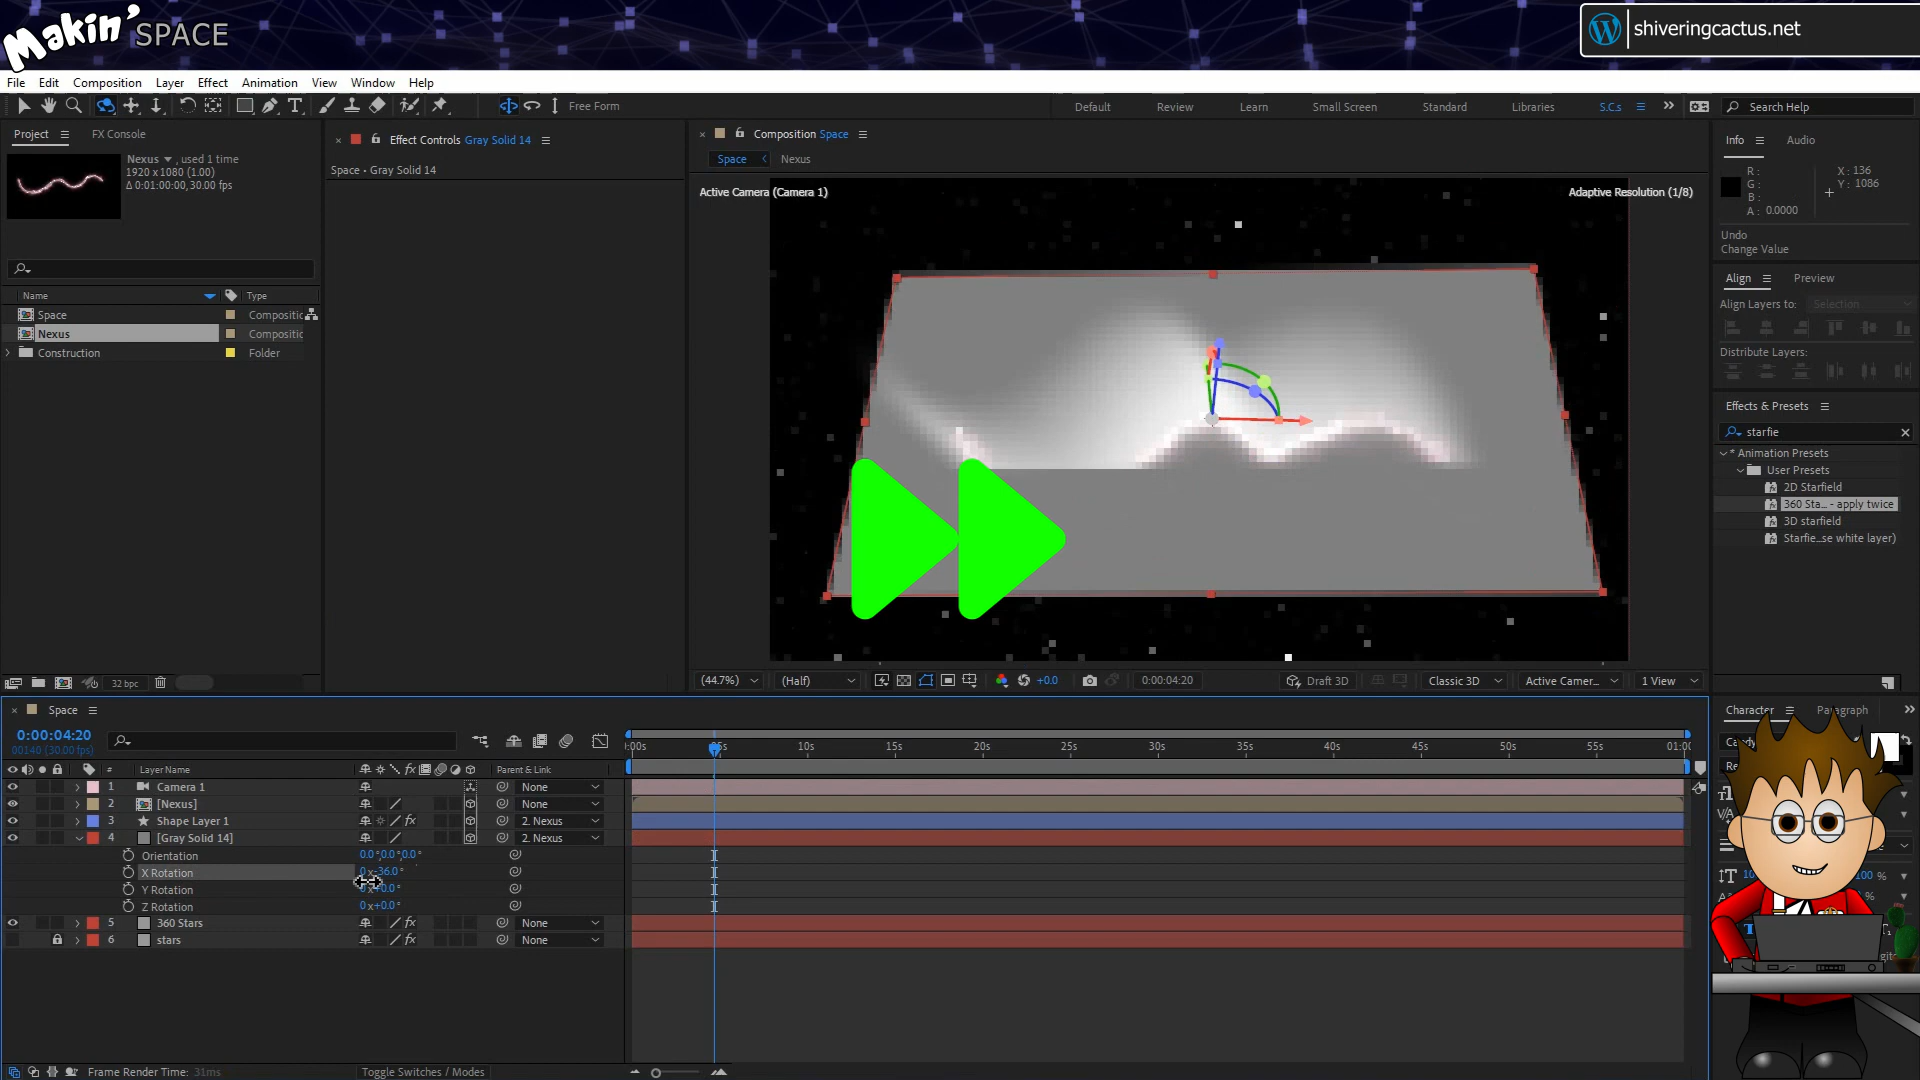 Makin' SPACE
shiveringcactus.net
File Edit Composition Layer Effect Animation View Window Help
Free Form
Default Review Learn Small Screen Standard Libraries S.C.s
Search Help
Project
FX Console
Nexus , used 1 time
1920 x 1080 (1.00)
Δ 0:01:00:00, 30.00 fps
Effect Controls Gray Solid 14
Space • Gray Solid 14
Composition Space
Space Nexus
Active Camera (Camera 1)
Adaptive Resolution (1/8)
Info Audio
R :
G :
B :
A : 0.0000
X : 136
Y : 1086
Undo
Change Value
Align Preview
Align Layers to: Selection
Distribute Layers:
Effects & Presets
starfie
* Animation Presets
User Presets
2D Starfield
360 Sta... - apply twice
3D starfield
Starfie...se white layer)
Name Type
Space Compositic
Nexus Compositic
Construction Folder
32 bpc
(44.7%) (Half) +0.0 0:00:04:20 Draft 3D Classic 3D Active Camer... 1 View
Space
0:00:04:20
00140 (30.00 fps)
:00s 5s 10s 15s 20s 25s 30s 35s 40s 45s 50s 55s 01:00
# Layer Name Parent & Link
1 Camera 1 None
2 [Nexus] None
3 Shape Layer 1 2. Nexus
4 [Gray Solid 14] 2. Nexus
Orientation 0.0°,0.0°,0.0°
X Rotation 0 x-36.0°
Y Rotation 0 x+0.0°
Z Rotation 0 x+0.0°
5 360 Stars None
6 stars None
Frame Render Time: 31ms
Toggle Switches / Modes
Character Paragraph
100 %
%